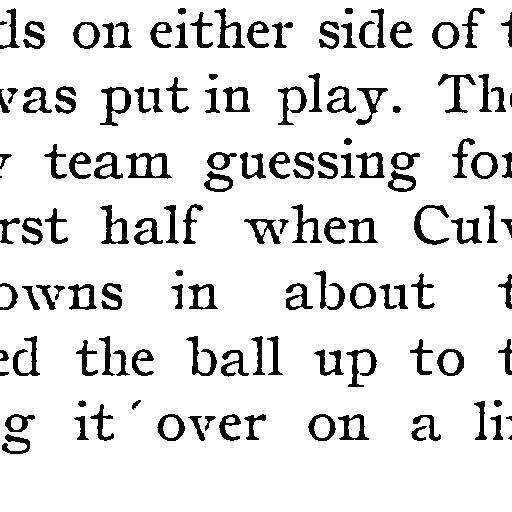 ds on either side of t
vas put in play. The
y team guessing for
rst half when Culv
owns in about t
ed the ball up to t
g it over on a li